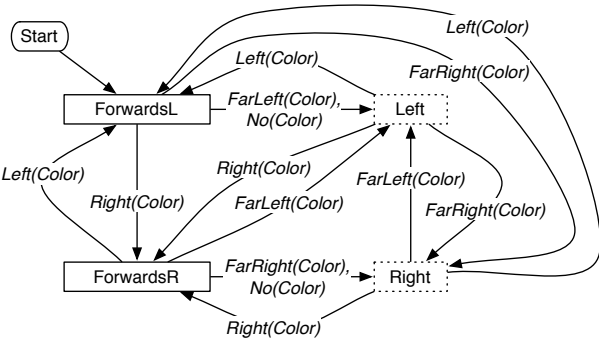 Start
Left(Color)
Left(Color)
FarRight(Color)
ForwardsL
FarLeft(Color),
No(Color)
Left
Left(Color)
Right(Color)
Right(Color)
FarLeft(Color)
FarLeft(Color)
FarRight(Color)
ForwardsR
FarRight(Color),
No(Color)
Right
Right(Color)